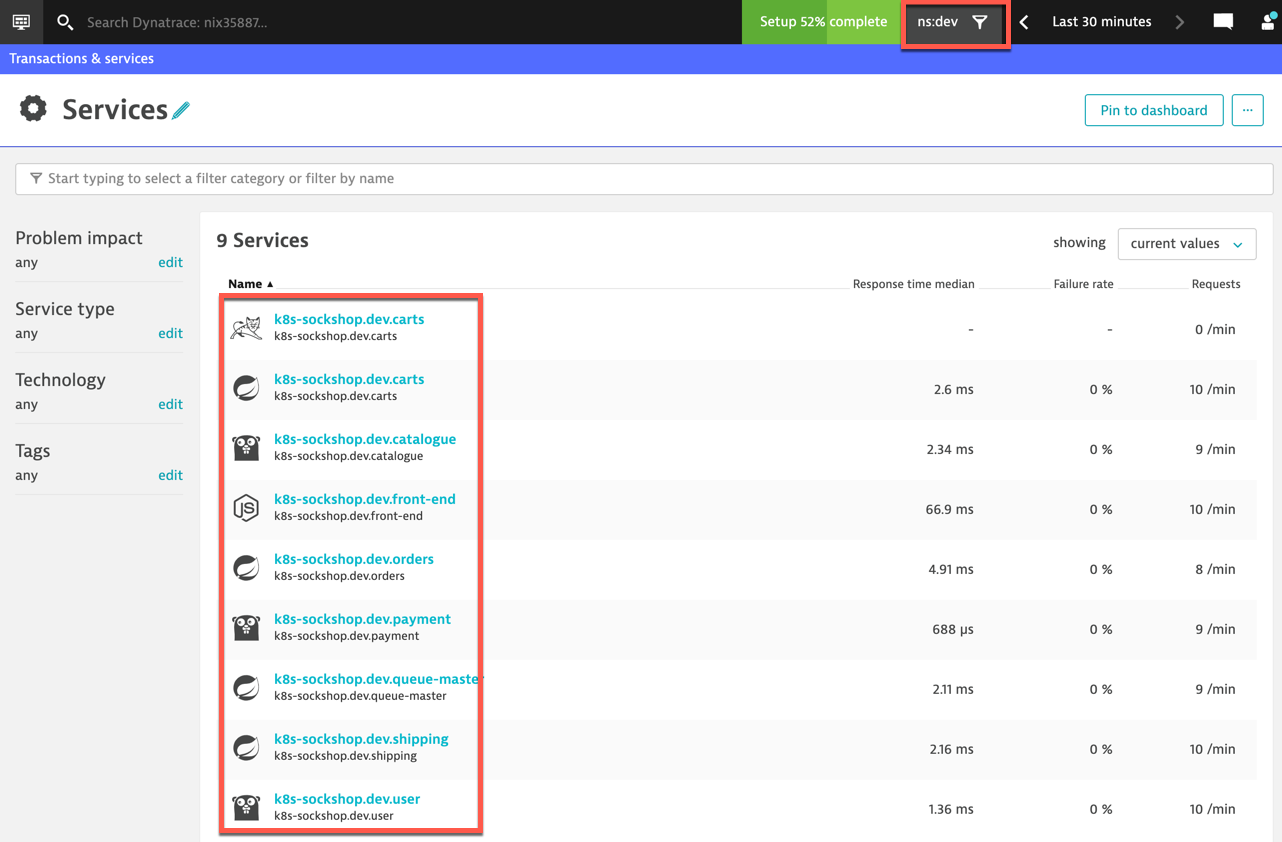 Search Dynatrace: nix35887...
Setup 52% complete
ns:dev
Last 30 minutes
Transactions & services
Services
Pin to dashboard
...
Start typing to select a filter category or filter by name
Problem impact
any edit
Service type
any edit
Technology
any edit
Tags
any edit
9 Services
showing current values
Name ▲ Response time median Failure rate Requests
k8s-sockshop.dev.carts
k8s-sockshop.dev.carts
- - 0 /min
k8s-sockshop.dev.carts
k8s-sockshop.dev.carts
2.6 ms 0 % 10 /min
k8s-sockshop.dev.catalogue
k8s-sockshop.dev.catalogue
2.34 ms 0 % 9 /min
JS
k8s-sockshop.dev.front-end
k8s-sockshop.dev.front-end
66.9 ms 0 % 10 /min
k8s-sockshop.dev.orders
k8s-sockshop.dev.orders
4.91 ms 0 % 8 /min
k8s-sockshop.dev.payment
k8s-sockshop.dev.payment
688 µs 0 % 9 /min
k8s-sockshop.dev.queue-master
k8s-sockshop.dev.queue-master
2.11 ms 0 % 9 /min
k8s-sockshop.dev.shipping
k8s-sockshop.dev.shipping
2.16 ms 0 % 10 /min
k8s-sockshop.dev.user
k8s-sockshop.dev.user
1.36 ms 0 % 10 /min